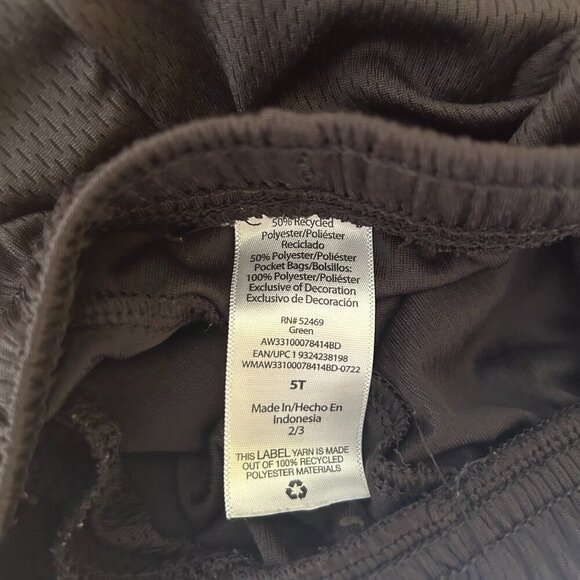 50% Recycled
Polyester/Poliéster
Reciclado
50% Polyester/Poliéster
Pocket Bags/Bolsillos:
100% Polyester/Poliéster
Exclusive of Decoration
Exclusivo de Decoración
RN# 52469
Green
AW33100078414BD
EAN/UPC 1 9324238198
WMAW33100078414BD-0722
5T
Made In/Hecho En
Indonesia
2/3
THIS LABEL YARN IS MADE
OUT OF 100% RECYCLED
POLYESTER MATERIALS